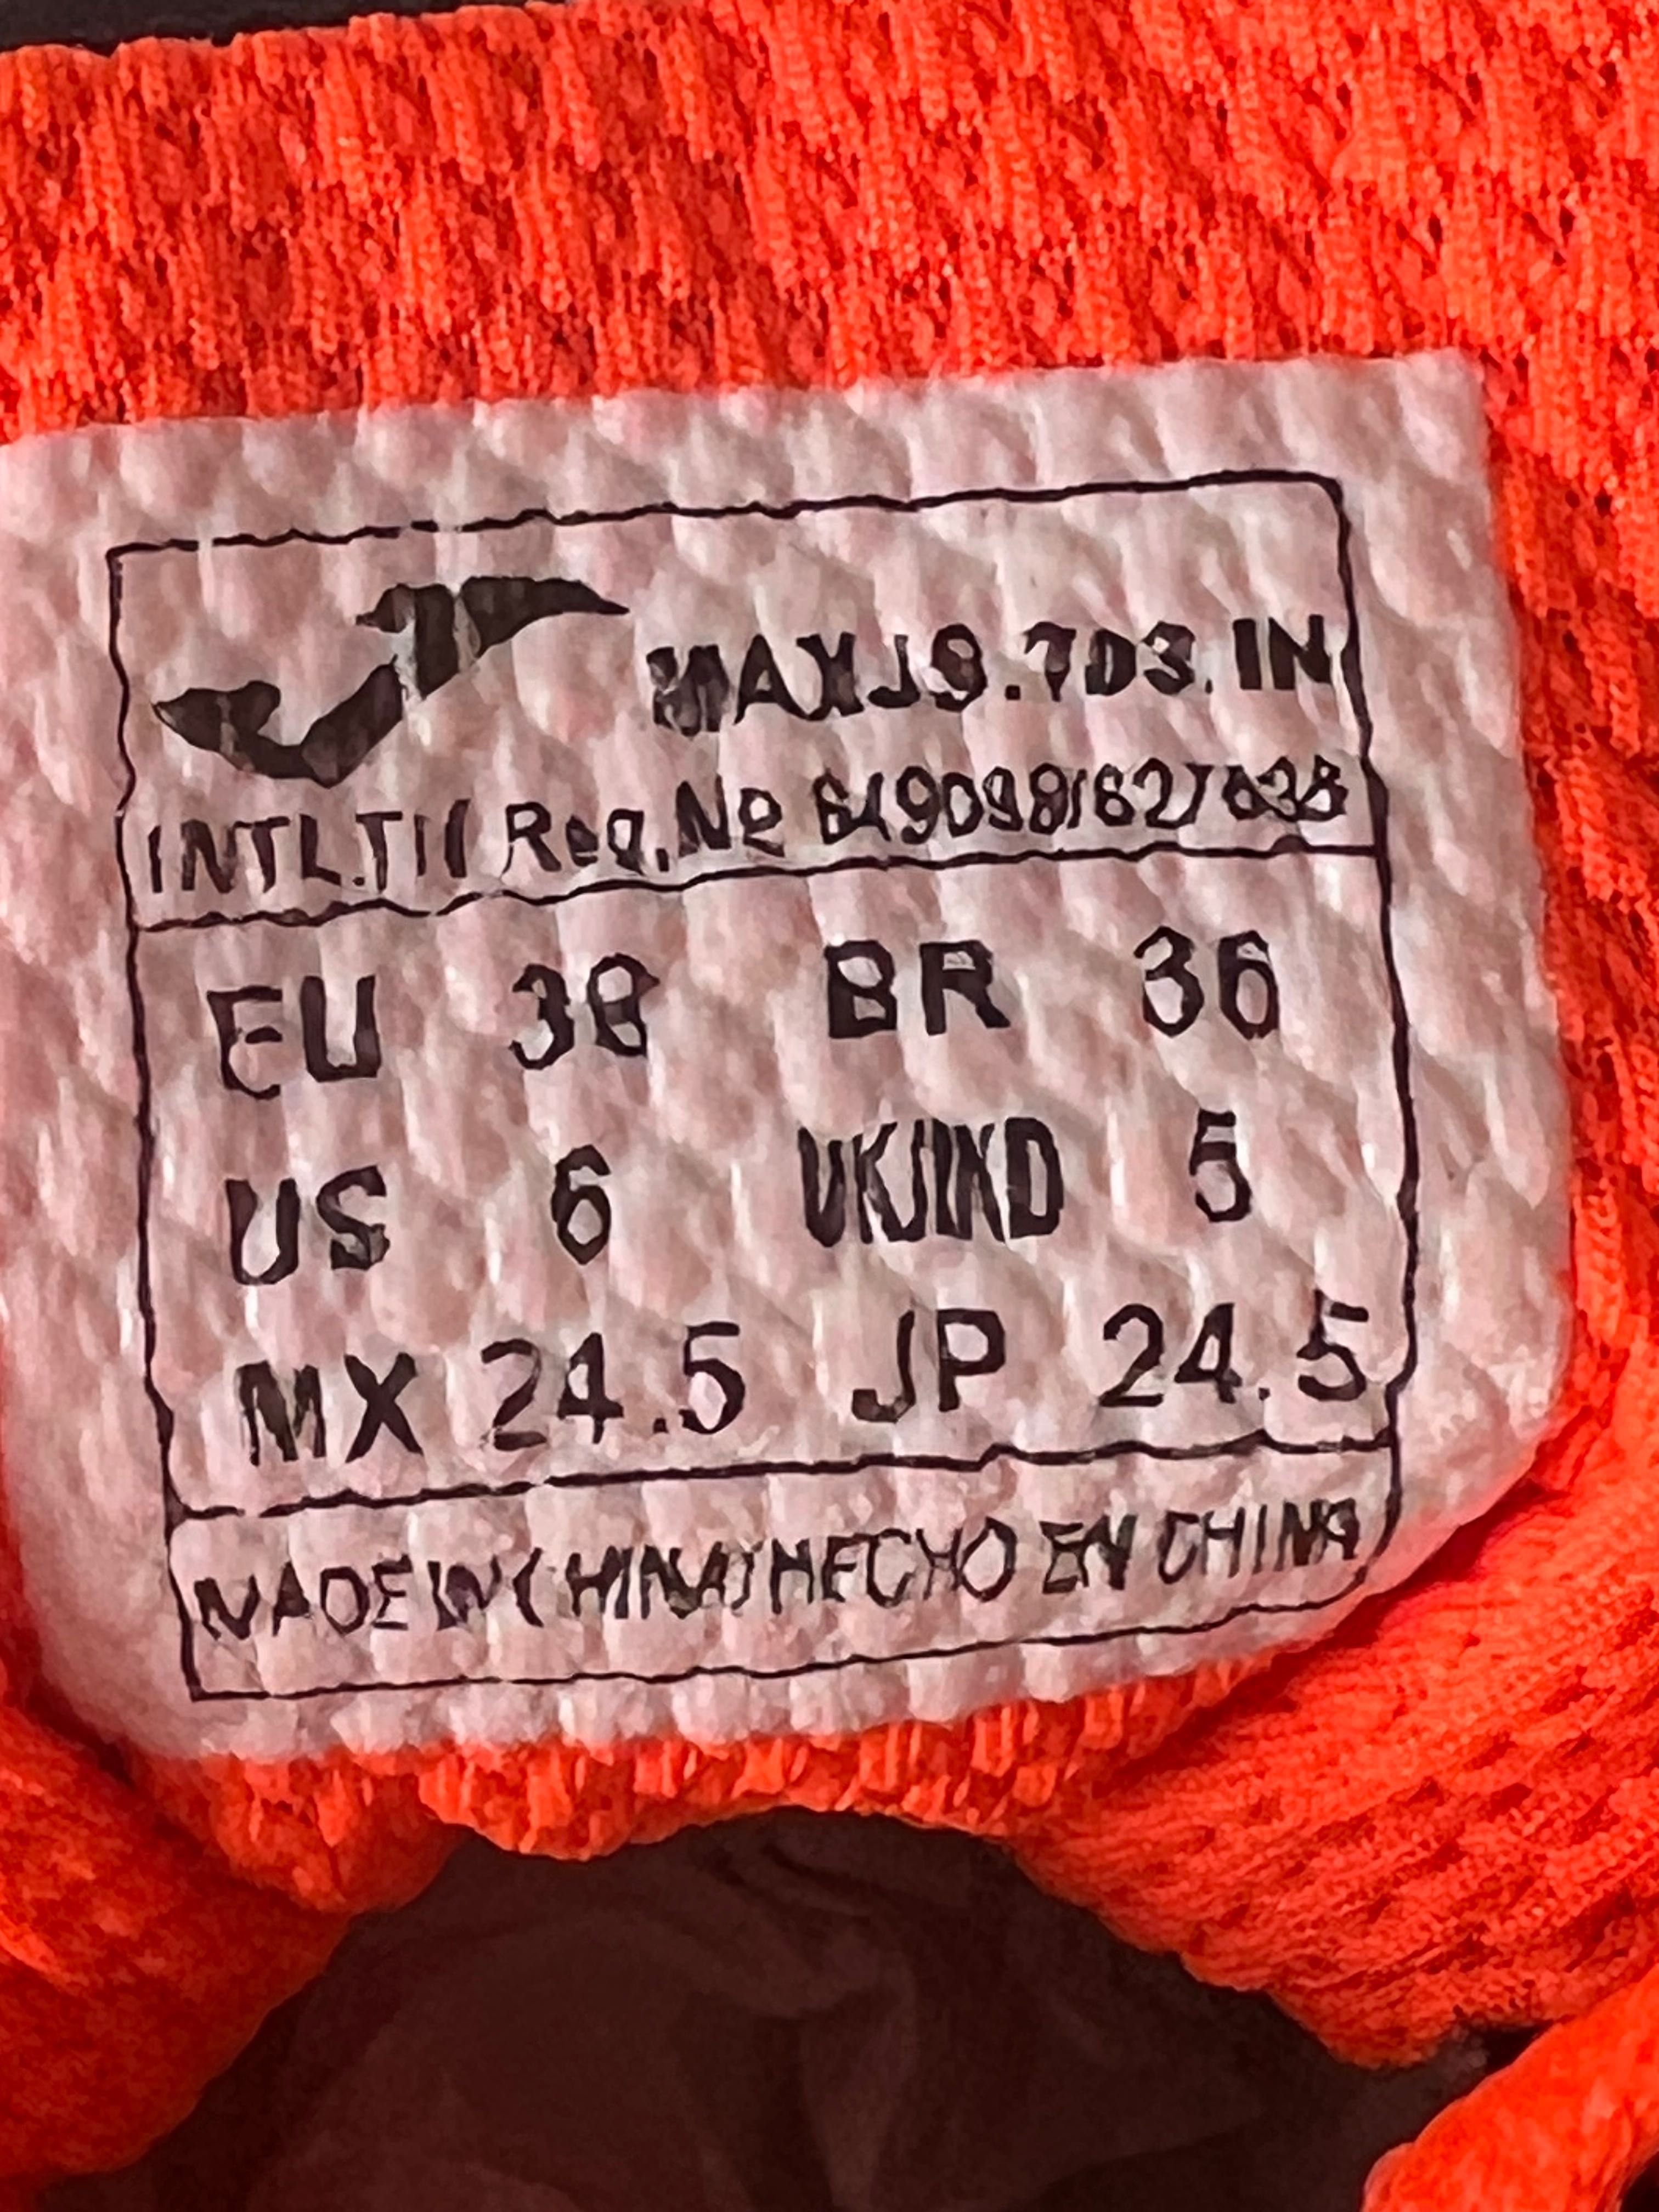 MAXJS.703.IN
INTL.TM Reg.No
EU 38 BR 36
US 6 UK/IND 5
MX 24.5 JP 24.5
MADE IN CHINA/HECHO EN CHINA